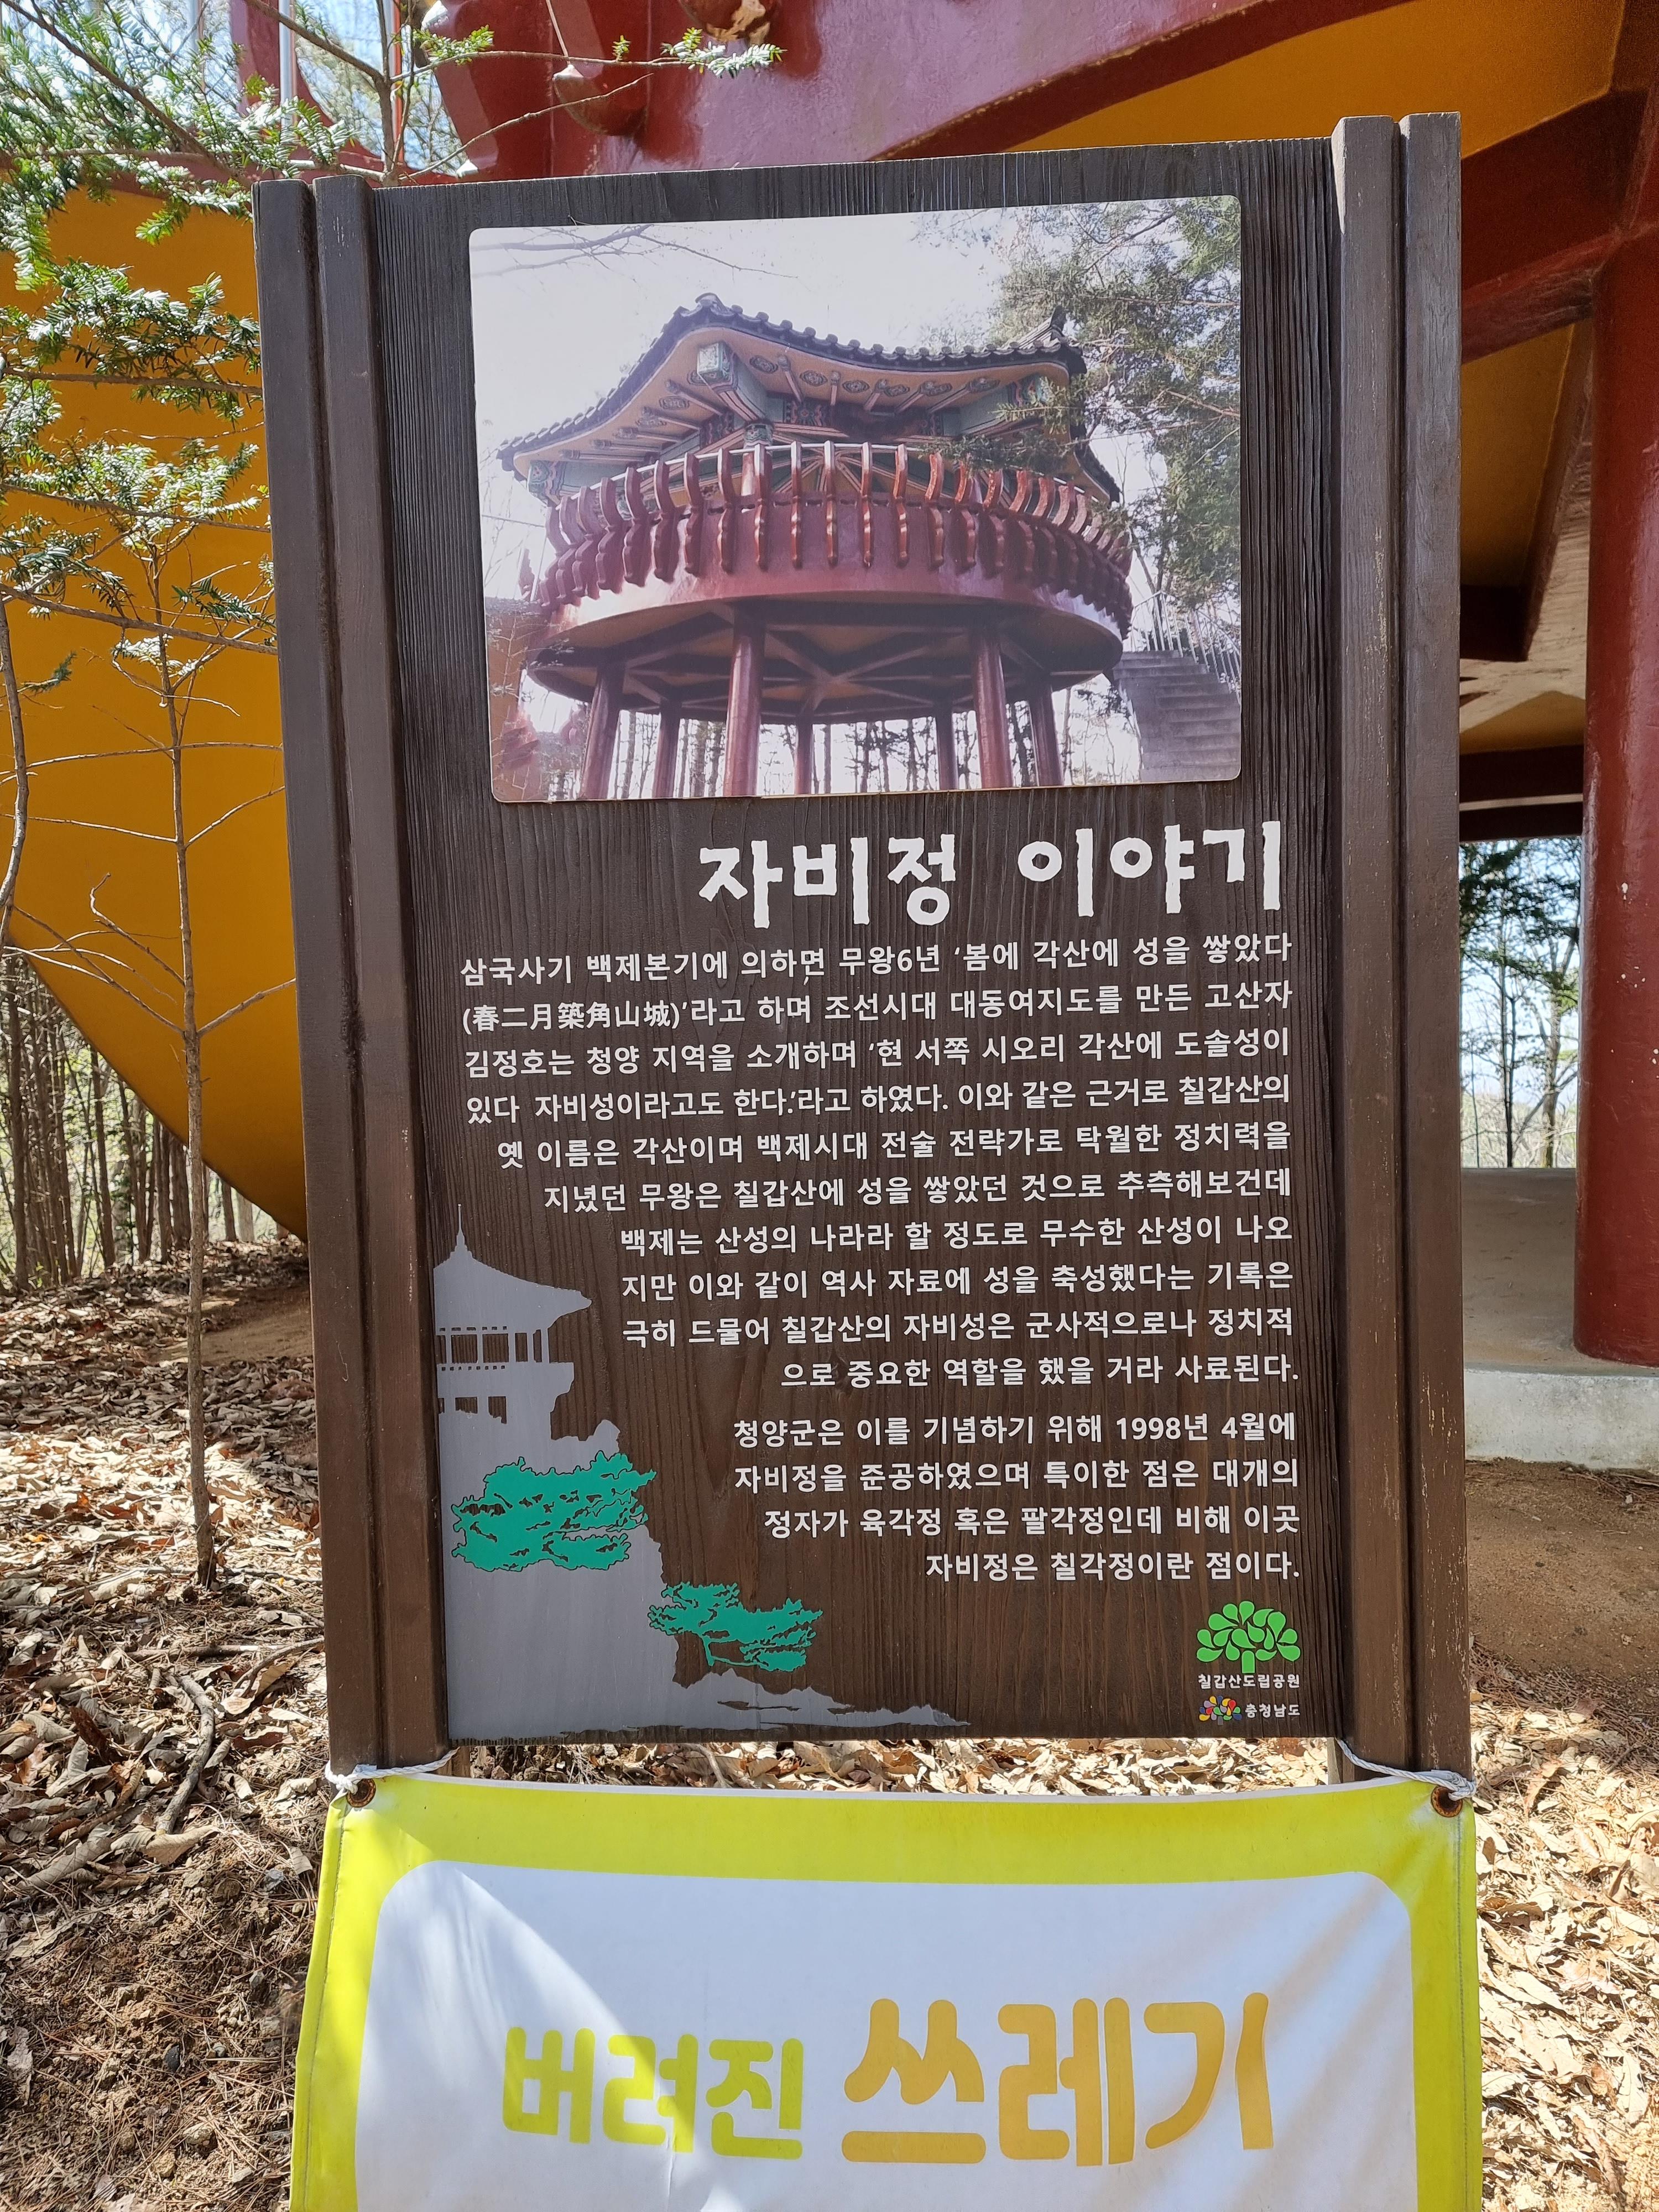 자비정 이야기
삼국사기 백제본기에 의하면 무왕6년 ‘봄에 각산에 성을 쌓았다
(春二月築角山城)’라고 하며 조선시대 대동여지도를 만든 고산자
김정호는 청양 지역을 소개하며 ‘현 서쪽 시오리 각산에 도솔성이
있다 자비성이라고도 한다.’라고 하였다. 이와 같은 근거로 칠갑산의
옛 이름은 각산이며 백제시대 전술 전략가로 탁월한 정치력을
지녔던 무왕은 칠갑산에 성을 쌓았던 것으로 추측해보건데
백제는 산성의 나라라 할 정도로 무수한 산성이 나오
지만 이와 같이 역사 자료에 성을 축성했다는 기록은
극히 드물어 칠갑산의 자비성은 군사적으로나 정치적
으로 중요한 역할을 했을 거라 사료된다.
청양군은 이를 기념하기 위해 1998년 4월에
자비정을 준공하였으며 특이한 점은 대개의
정자가 육각정 혹은 팔각정인데 비해 이곳
자비정은 칠각정이란 점이다.
칠갑산도립공원
충청남도
버려진 쓰레기